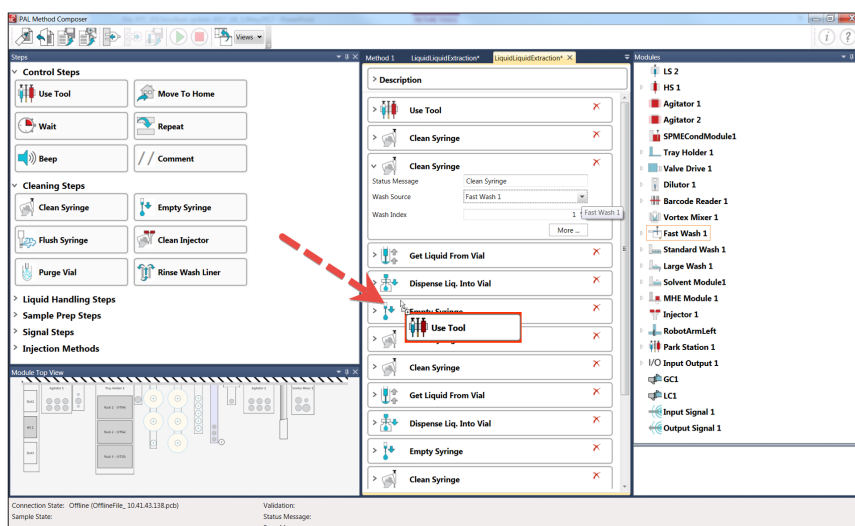 PAL Method Composer
Views
Steps
Control Steps
Use Tool
Move To Home
Wait
Repeat
Beep
// Comment
Cleaning Steps
Clean Syringe
Empty Syringe
Flush Syringe
Clean Injector
Purge Vial
Rinse Wash Liner
Liquid Handling Steps
Sample Prep Steps
Signal Steps
Injection Methods
Module Top View
Method 1
LiquidLiquidExtraction*
LiquidLiquidExtraction*
Description
Use Tool
Clean Syringe
Clean Syringe
Status Message
Clean Syringe
Wash Source
Fast Wash 1
Wash Index
1
Fast Wash 1
More ...
Get Liquid From Vial
Dispense Liq. Into Vial
Empty Syringe
Use Tool
Clean Syringe
Get Liquid From Vial
Dispense Liq. Into Vial
Empty Syringe
Clean Syringe
Modules
LS 2
HS 1
Agitator 1
Agitator 2
SPMECondModule1
Tray Holder 1
Valve Drive 1
Dilutor 1
Barcode Reader 1
Vortex Mixer 1
Fast Wash 1
Standard Wash 1
Large Wash 1
Solvent Module1
MHE Module 1
Injector 1
RobotArmLeft
Park Station 1
I/O Input Output 1
GC1
LC1
Input Signal 1
Output Signal 1
Connection State: Offline (OfflineFile_ 10.41.43.138.pcb)
Validation:
Sample State:
Status Message: